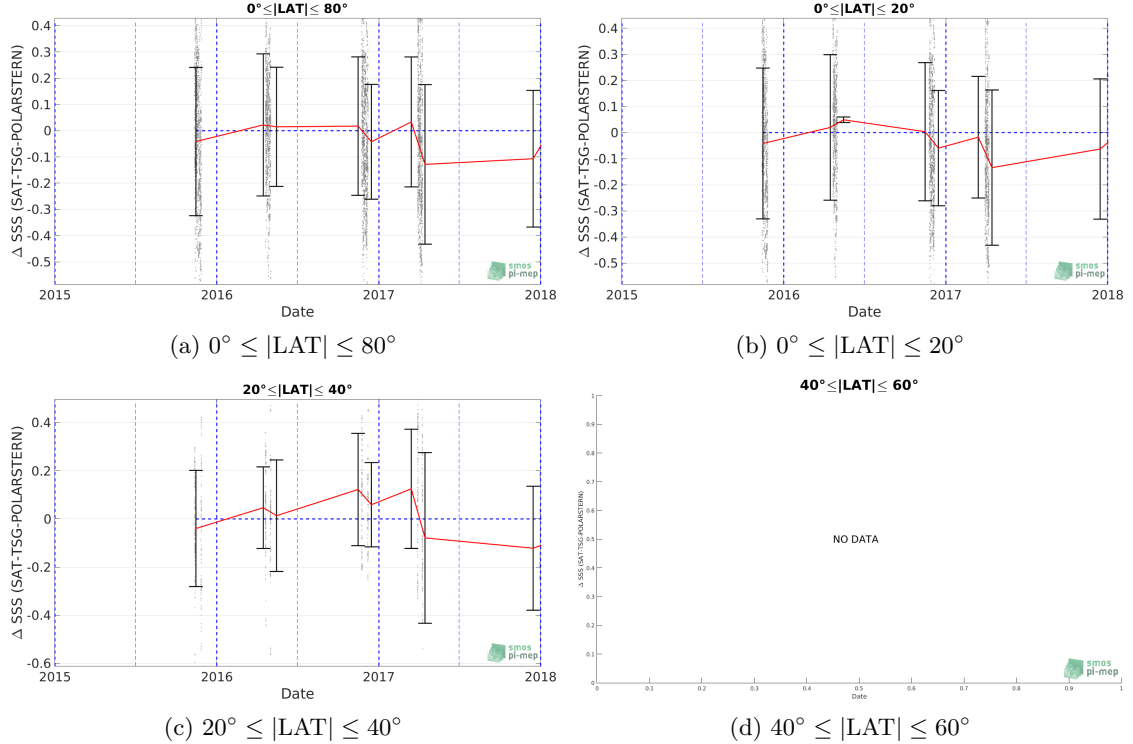 0°≤|LAT|≤ 80°
0.4
0.3
0.2
0.1
0
-0.1
-0.2
-0.3
-0.4
-0.5
Δ SSS (SAT-TSG-POLARSTERN)
2015
2016
2017
2018
Date
smos
pi-mep
(a) 0° ≤ |LAT| ≤ 80°
0°≤|LAT|≤ 20°
0.4
0.3
0.2
0.1
0
-0.1
-0.2
-0.3
-0.4
-0.5
Δ SSS (SAT-TSG-POLARSTERN)
2015
2016
2017
2018
Date
smos
pi-mep
(b) 0° ≤ |LAT| ≤ 20°
20°≤|LAT|≤ 40°
0.4
0.2
0
-0.2
-0.4
-0.6
Δ SSS (SAT-TSG-POLARSTERN)
2015
2016
2017
2018
Date
smos
pi-mep
(c) 20° ≤ |LAT| ≤ 40°
40°≤|LAT|≤ 60°
1
0.9
0.8
0.7
0.6
0.5
0.4
0.3
0.2
0.1
0
Δ SSS (SAT-TSG-POLARSTERN)
NO DATA
0 0.1 0.2 0.3 0.4 0.5 0.6 0.7 0.8 0.9 1
Date
smos
pi-mep
(d) 40° ≤ |LAT| ≤ 60°